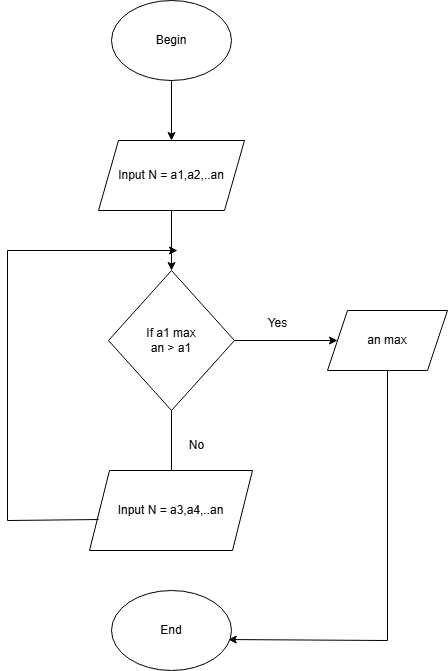 Begin
Input N = a1,a2,..an
If a1 max
an > a1
Yes
an max
No
Input N = a3,a4,..an
End